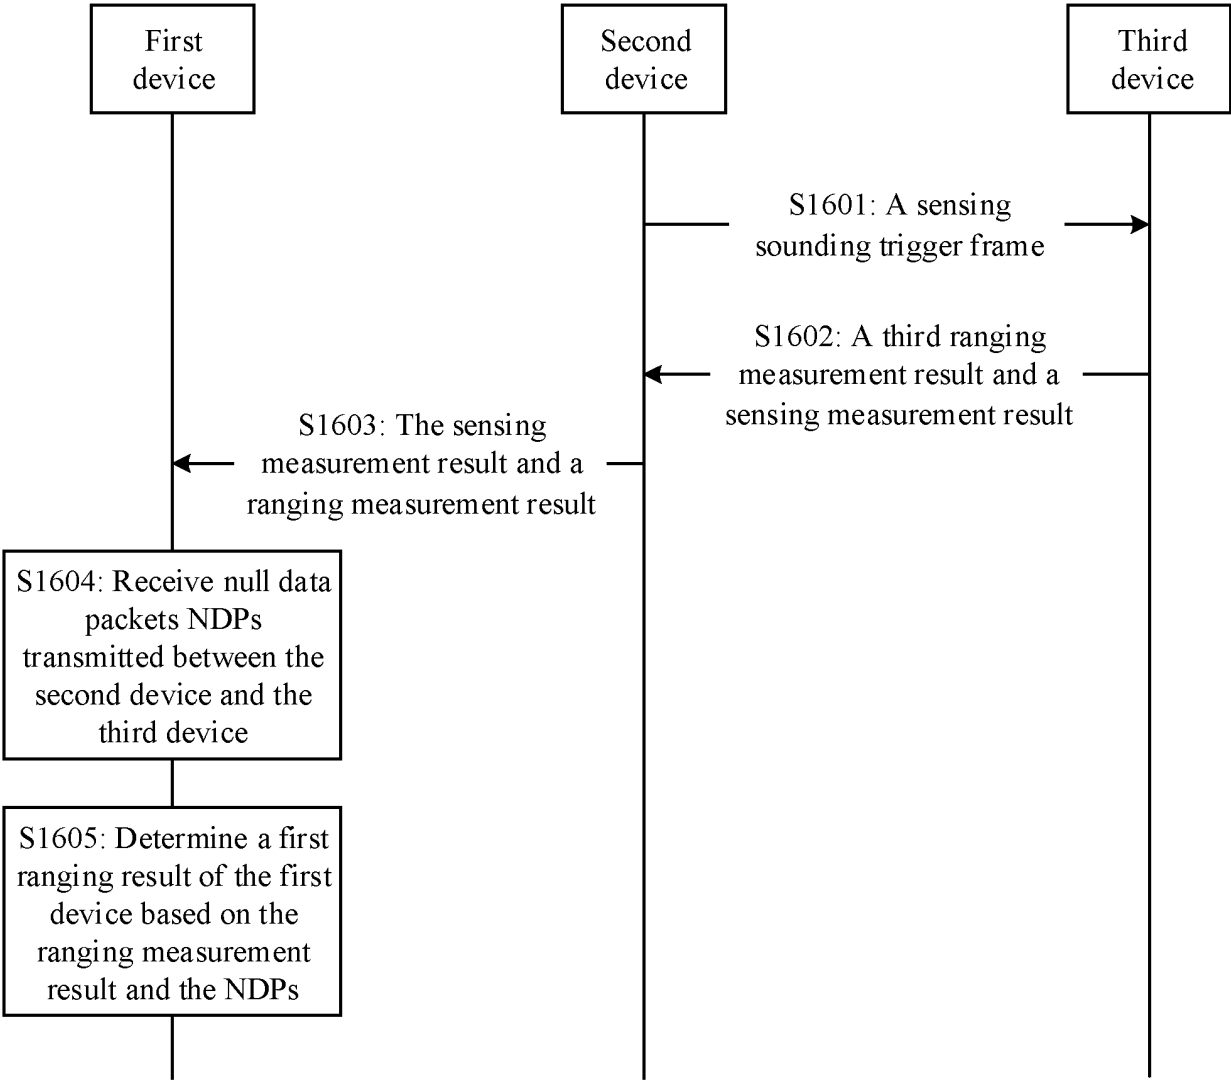 First
device
Second
device
Third
device
S1601: A sensing
sounding trigger frame
S1602: A third ranging
measurement result and a
sensing measurement result
S1603: The sensing
measurement result and a
ranging measurement result
S1604: Receive null data
packets NDPs
transmitted between the
second device and the
third device
S1605: Determine a first
ranging result of the first
device based on the
ranging measurement
result and the NDPs